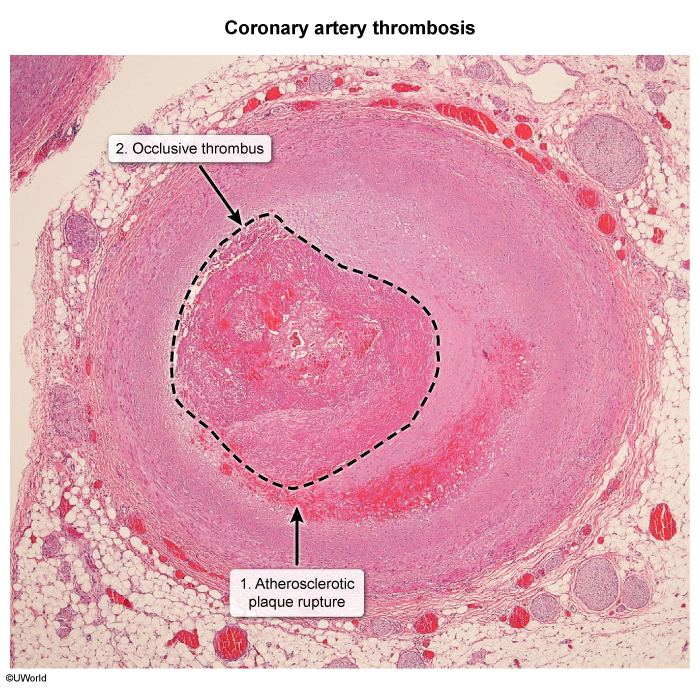 Coronary artery thrombosis
2. Occlusive thrombus
1. Atherosclerotic
plaque rupture
©UWorld